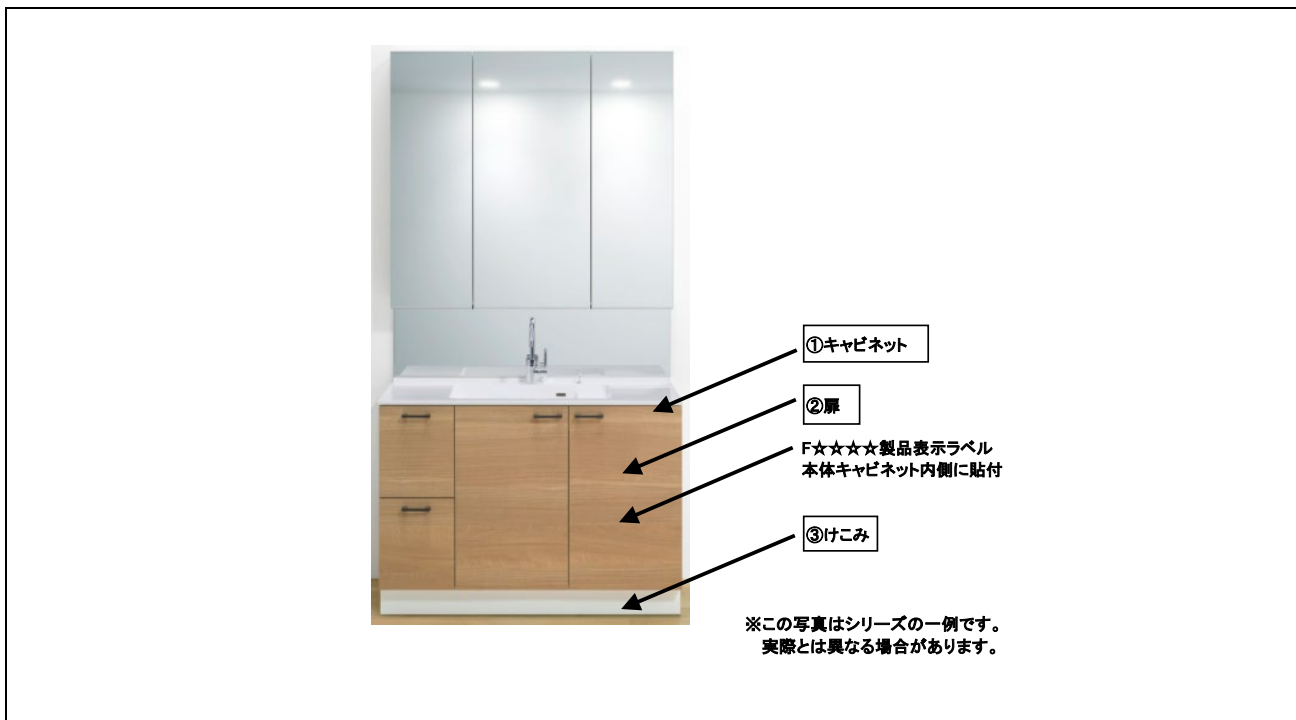 ①キャビネット
②扉
F☆☆☆☆製品表示ラベル
本体キャビネット内側に貼付
③けこみ
※この写真はシリーズの一例です。
実際とは異なる場合があります。